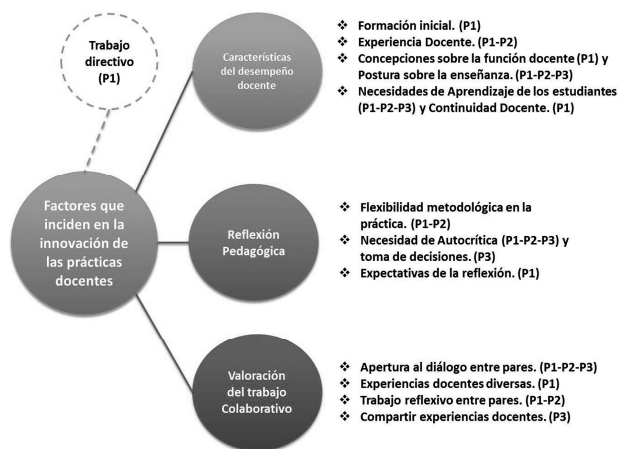 Trabajo
directivo
(P1)
Factores que
inciden en la
innovación de
las prácticas
docentes
Características
del desempeño
docente
❖ Formación inicial. (P1)
❖ Experiencia Docente. (P1-P2)
❖ Concepciones sobre la función docente (P1) y
Postura sobre la enseñanza. (P1-P2-P3)
❖ Necesidades de Aprendizaje de los estudiantes
(P1-P2-P3) y Continuidad Docente. (P1)
Reflexión
Pedagógica
❖ Flexibilidad metodológica en la
práctica. (P1-P2)
❖ Necesidad de Autocrítica (P1-P2-P3) y
toma de decisiones. (P3)
❖ Expectativas de la reflexión. (P1)
Valoración
del trabajo
Colaborativo
❖ Apertura al diálogo entre pares. (P1-P2-P3)
❖ Experiencias docentes diversas. (P1)
❖ Trabajo reflexivo entre pares. (P1-P2)
❖ Compartir experiencias docentes. (P3)